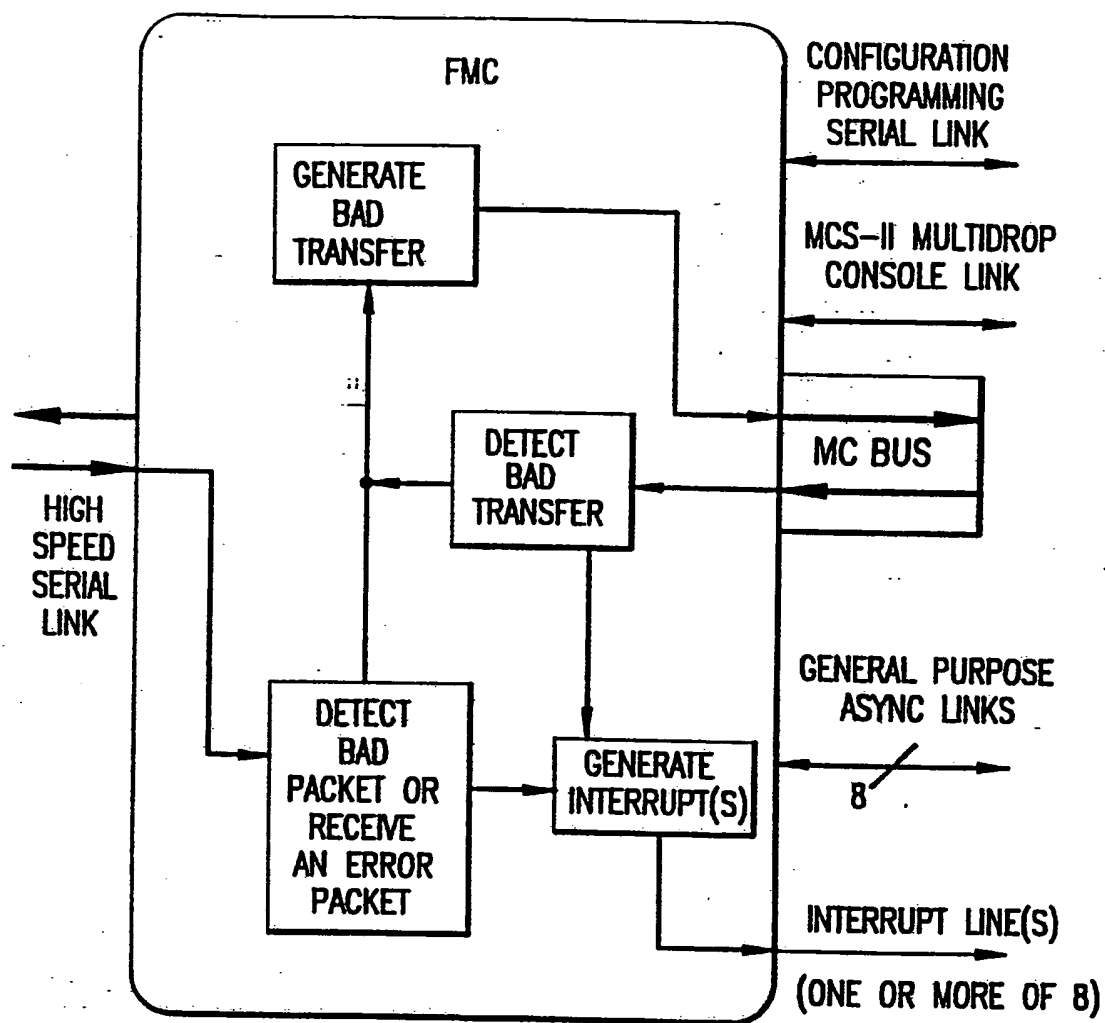 FMC
CONFIGURATION
PROGRAMMING
SERIAL LINK
GENERATE
BAD
TRANSFER
MCS-II MULTIDROP
CONSOLE LINK
DETECT
BAD
TRANSFER
MC BUS
HIGH
SPEED
SERIAL
LINK
GENERAL PURPOSE
ASYNC LINKS
8
DETECT
BAD
PACKET OR
RECEIVE
AN ERROR
PACKET
GENERATE
INTERRUPT(S)
INTERRUPT LINE(S)
(ONE OR MORE OF 8)